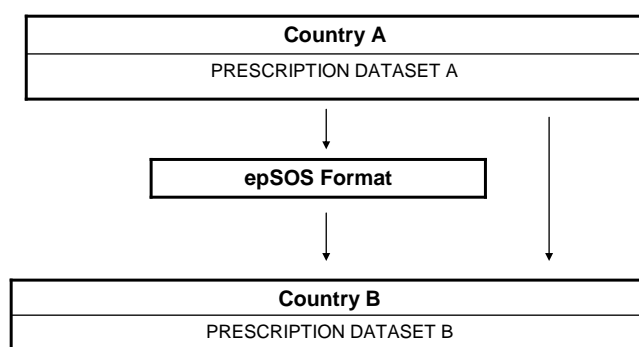 Country A
PRESCRIPTION DATASET A
epSOS Format
Country B
PRESCRIPTION DATASET B